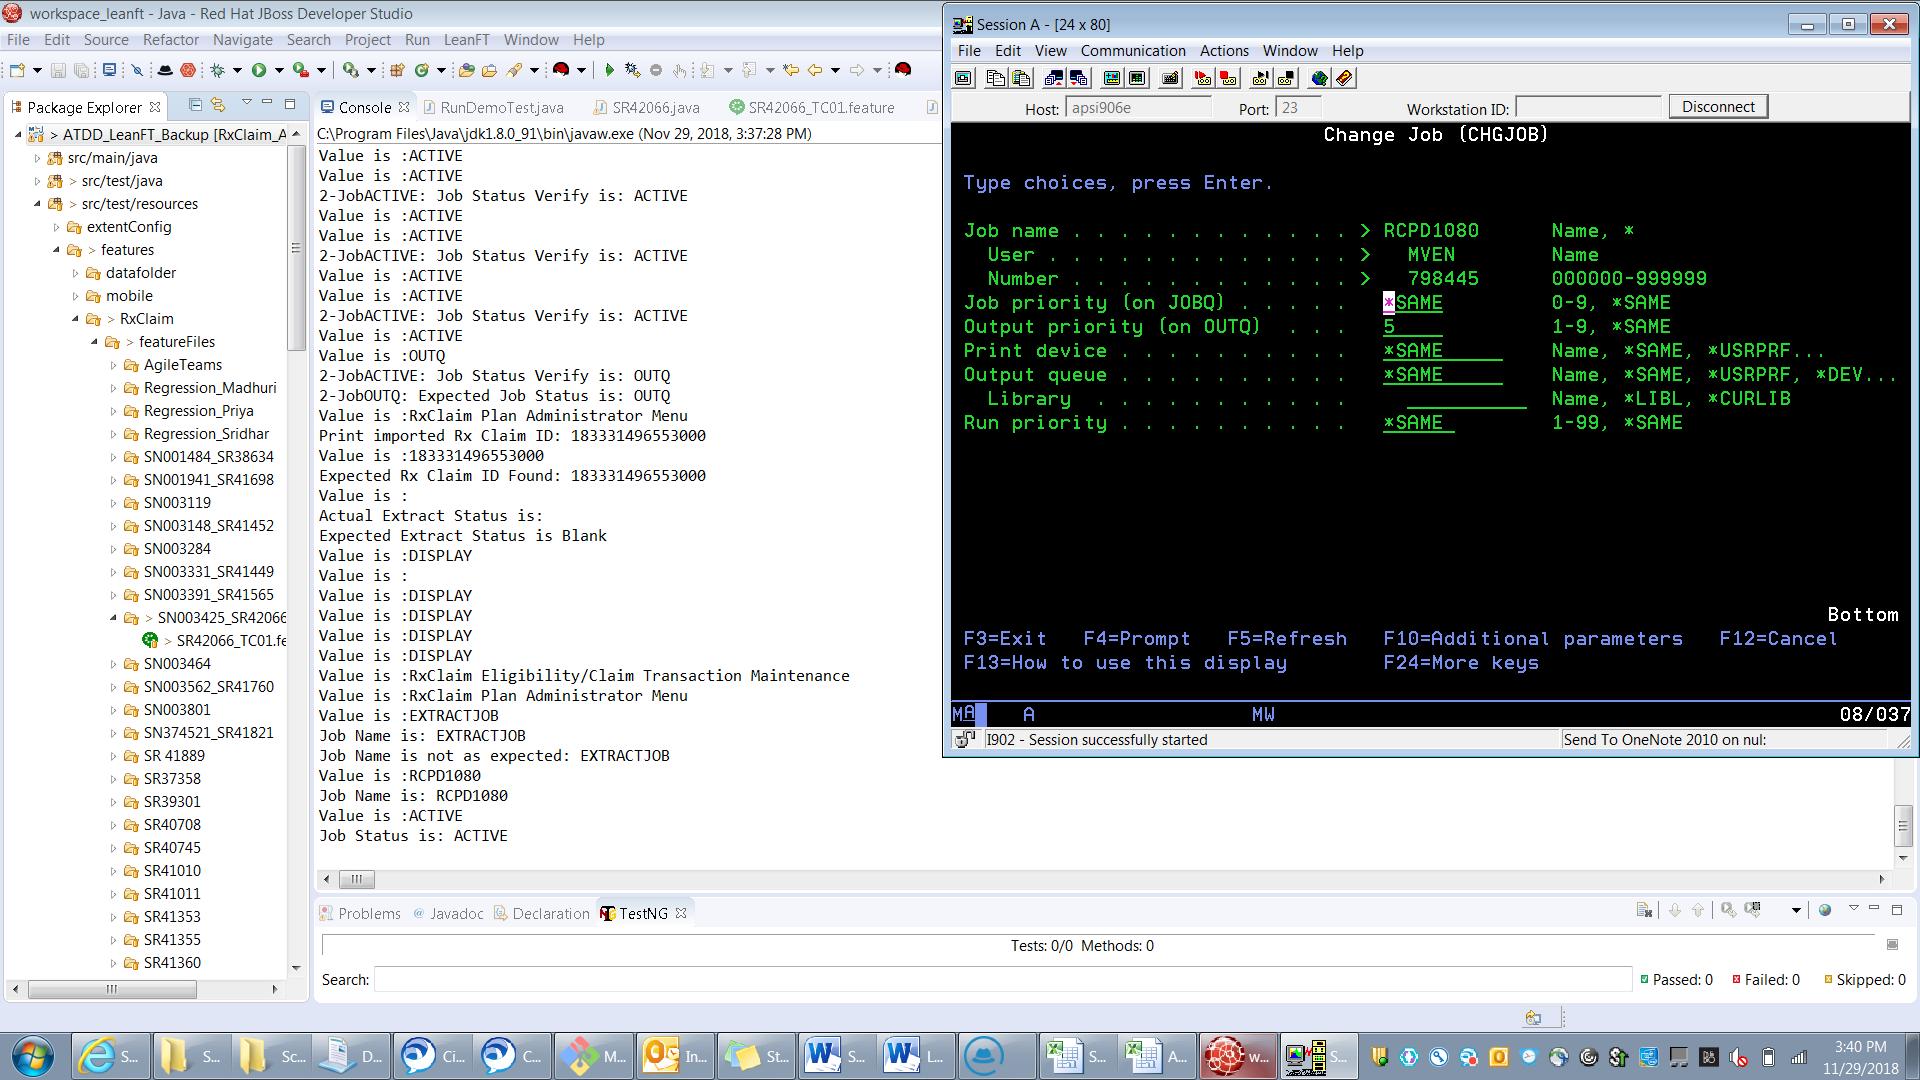 workspace_leanft - Java - Red Hat JBoss Developer Studio
File Edit Source Refactor Navigate Search Project Run LeanFT Window Help
Package Explorer
> ATDD_LeanFT_Backup [RxClaim_A
src/main/java
> src/test/java
> src/test/resources
extentConfig
> features
datafolder
mobile
> RxClaim
> featureFiles
AgileTeams
Regression_Madhuri
Regression_Priya
Regression_Sridhar
SN001484_SR38634
SN001941_SR41698
SN003119
SN003148_SR41452
SN003284
SN003331_SR41449
SN003391_SR41565
> SN003425_SR42066
> SR42066_TC01.fe
SN003464
SN003562_SR41760
SN003801
SN374521_SR41821
SR 41889
SR37358
SR39301
SR40708
SR40745
SR41010
SR41011
SR41353
SR41355
SR41360
Console RunDemoTest.java SR42066.java SR42066_TC01.feature
C:\Program Files\Java\jdk1.8.0_91\bin\javaw.exe (Nov 29, 2018, 3:37:28 PM)
Value is :ACTIVE
Value is :ACTIVE
2-JobACTIVE: Job Status Verify is: ACTIVE
Value is :ACTIVE
Value is :ACTIVE
2-JobACTIVE: Job Status Verify is: ACTIVE
Value is :ACTIVE
Value is :ACTIVE
2-JobACTIVE: Job Status Verify is: ACTIVE
Value is :ACTIVE
Value is :OUTQ
2-JobACTIVE: Job Status Verify is: OUTQ
2-JobOUTQ: Expected Job Status is: OUTQ
Value is :RxClaim Plan Administrator Menu
Print imported Rx Claim ID: 183331496553000
Value is :183331496553000
Expected Rx Claim ID Found: 183331496553000
Value is :
Actual Extract Status is:
Expected Extract Status is Blank
Value is :DISPLAY
Value is :
Value is :DISPLAY
Value is :DISPLAY
Value is :DISPLAY
Value is :DISPLAY
Value is :RxClaim Eligibility/Claim Transaction Maintenance
Value is :RxClaim Plan Administrator Menu
Value is :EXTRACTJOB
Job Name is: EXTRACTJOB
Job Name is not as expected: EXTRACTJOB
Value is :RCPD1080
Job Name is: RCPD1080
Value is :ACTIVE
Job Status is: ACTIVE
Problems @ Javadoc Declaration TestNG
Tests: 0/0 Methods: 0
Search: Passed: 0 Failed: 0 Skipped: 0
Session A - [24 x 80]
File Edit View Communication Actions Window Help
Host: apsi906e Port: 23 Workstation ID: Disconnect
Change Job (CHGJOB)
Type choices, press Enter.
Job name . . . . . . . . . . . . > RCPD1080 Name, *
User . . . . . . . . . . . . . > MVEN Name
Number . . . . . . . . . . . . > 798445 000000-999999
Job priority (on JOBQ) . . . . . *SAME 0-9, *SAME
Output priority (on OUTQ) . . . 5 1-9, *SAME
Print device . . . . . . . . . . *SAME Name, *SAME, *USRPRF...
Output queue . . . . . . . . . . *SAME Name, *SAME, *USRPRF, *DEV...
Library . . . . . . . . . . . Name, *LIBL, *CURLIB
Run priority . . . . . . . . . . *SAME 1-99, *SAME
Bottom
F3=Exit F4=Prompt F5=Refresh F10=Additional parameters F12=Cancel
F13=How to use this display F24=More keys
MA A MW 08/037
I902 - Session successfully started Send To OneNote 2010 on nul:
S... S... Sc... D... Ci... C... M... In... St... S... L... S... A... w... S...
3:40 PM
11/29/2018